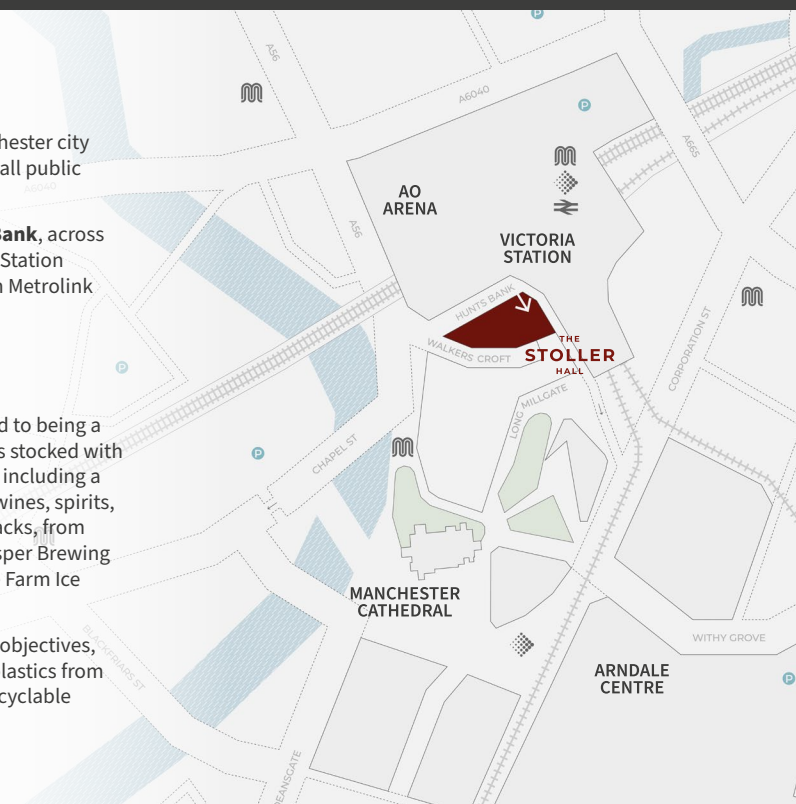 hester city
all public
Bank, across
Station
n Metrolink
d to being a
s stocked with
including a
wines, spirits,
acks, from
sper Brewing
Farm Ice
objectives,
plastics from
cyclable
A56
P
A6040
P
A665
A6040
AO
ARENA
A56
VICTORIA
STATION
HUNTS BANK
WALKERS CROFT
THE
STOLLER
HALL
CORPORATION ST
P
LONG MILLGATE
CHAPEL ST
P
MANCHESTER
CATHEDRAL
BLACKFRIARS ST
WITHY GROVE
ARNDALE
CENTRE
P
DEANSGATE